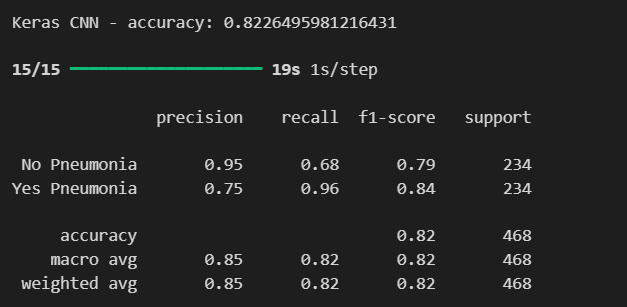 Keras CNN - accuracy: 0.8226495981216431
15/15 19s 1s/step
precision recall f1-score support
No Pneumonia 0.95 0.68 0.79 234
Yes Pneumonia 0.75 0.96 0.84 234
accuracy 0.82 468
macro avg 0.85 0.82 0.82 468
weighted avg 0.85 0.82 0.82 468